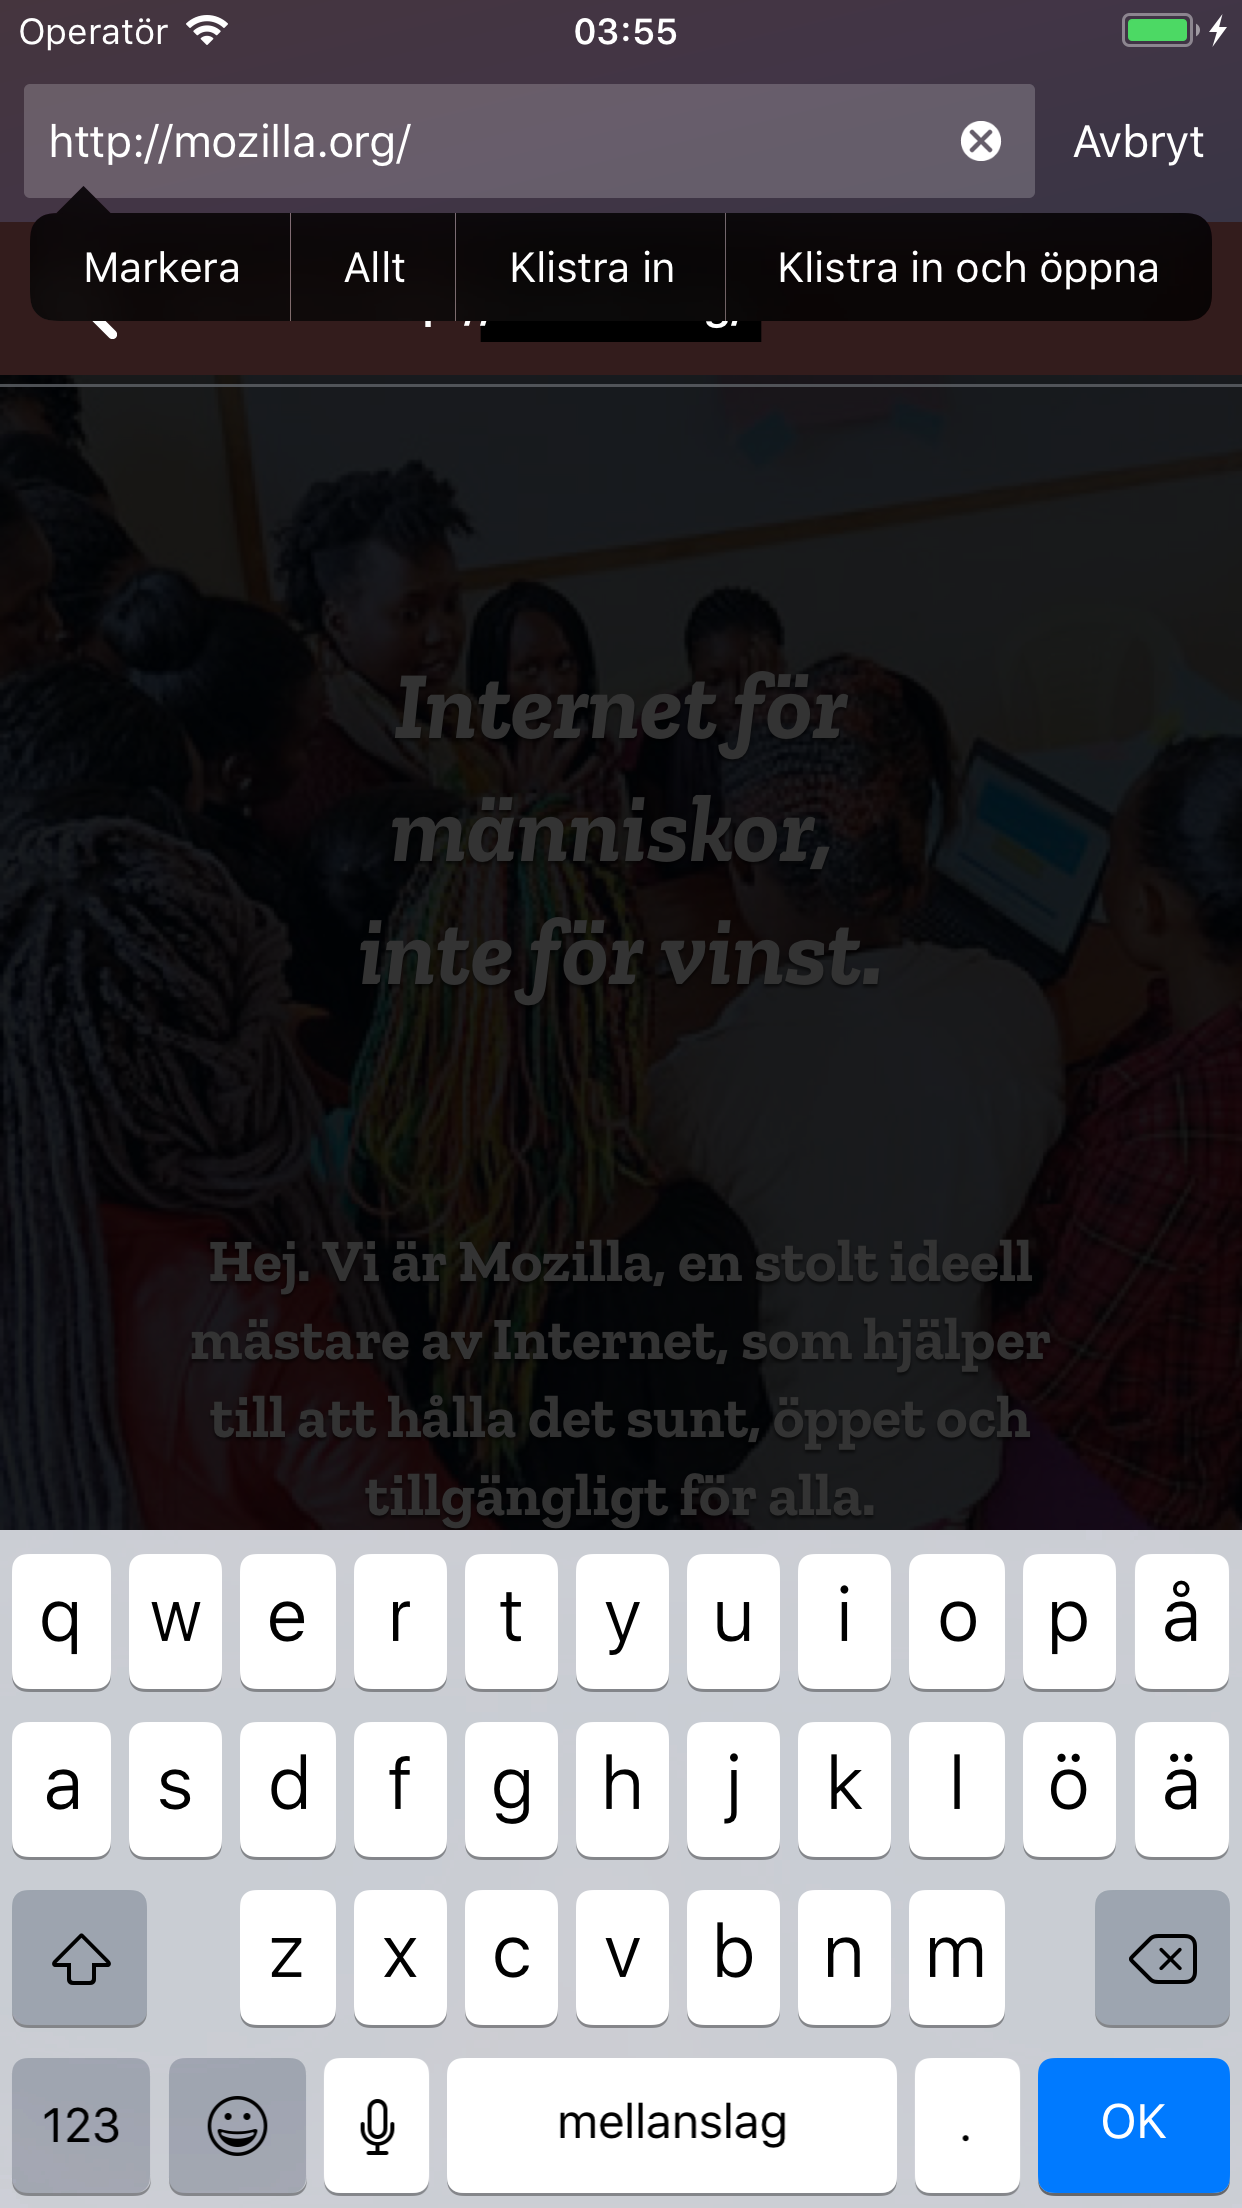 Operatör 03:55
http://mozilla.org/ Avbryt
Markera Allt Klistra in Klistra in och öppna
Internet för
människor,
inte för vinst.
Hej. Vi är Mozilla, en stolt ideell
mästare av Internet, som hjälper
till att hålla det sunt, öppet och
tillgängligt för alla.
q w e r t y u i o p å
a s d f g h j k l ö ä
z x c v b n m
123 mellanslag . OK